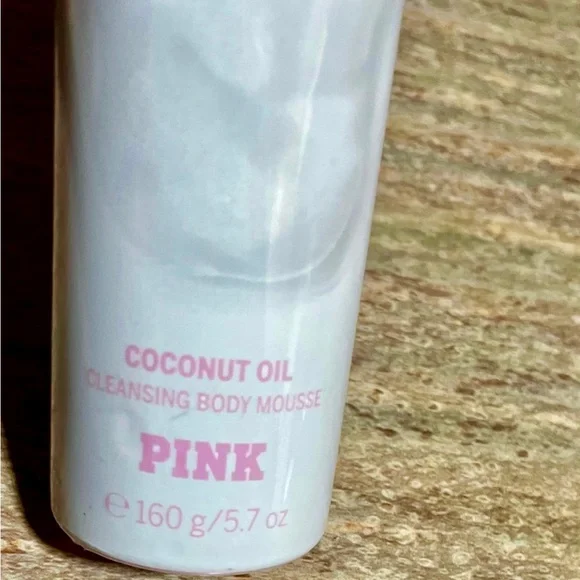 COCONUT OIL
CLEANSING BODY MOUSSE
PINK
℮ 160 g/5.7 oz